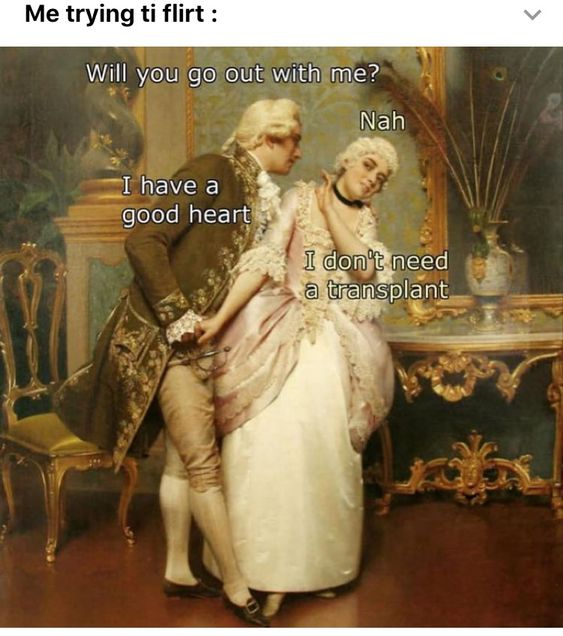 Me trying ti flirt :
Will you go out with me?
Nah
I have a
good heart
I don't need
a transplant